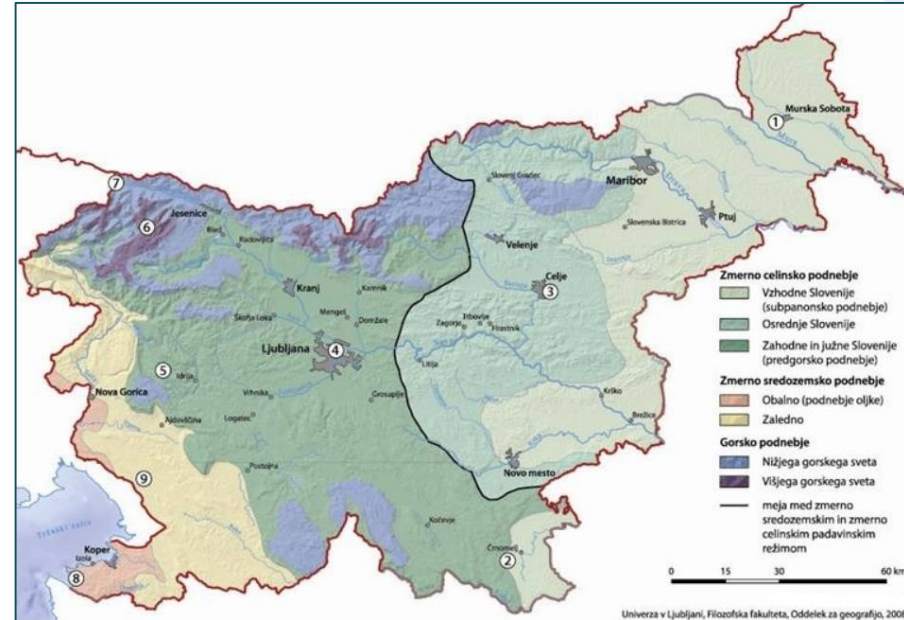 1
Murska Sobota
Mura
Slovenj Gradec
Maribor
Drava
7
Ptuj
6
Jesenice
Slovenska Bistrica
Bled
Radovljica
Velenje
Celje
3
Kranj
Kamnik
Škofja Loka
Mengeš
Domžale
Zagorje
Trbovlje
Hrastnik
Ljubljana
4
5
Idrija
Litija
Vrhnika
Nova Gorica
Grosuplje
Krško
Logatec
Ajdovščina
Brežice
9
Postojna
Novo mesto
Tržaški zaliv
Kočevje
Koper
Izola
Črnomelj
2
8
Zmerno celinsko podnebje
Vzhodne Slovenije
(subpanonsko podnebje)
Osrednje Slovenije
Zahodne in južne Slovenije
(predgorsko podnebje)
Zmerno sredozemsko podnebje
Obalno (podnebje oljke)
Zaledno
Gorsko podnebje
Nižjega gorskega sveta
Višjega gorskega sveta
meja med zmerno
sredozemskim in zmerno
celinskim padavinskim
režimom
0 15 30 60 km
Univerza v Ljubljani, Filozofska fakulteta, Oddelek za geografijo, 2008